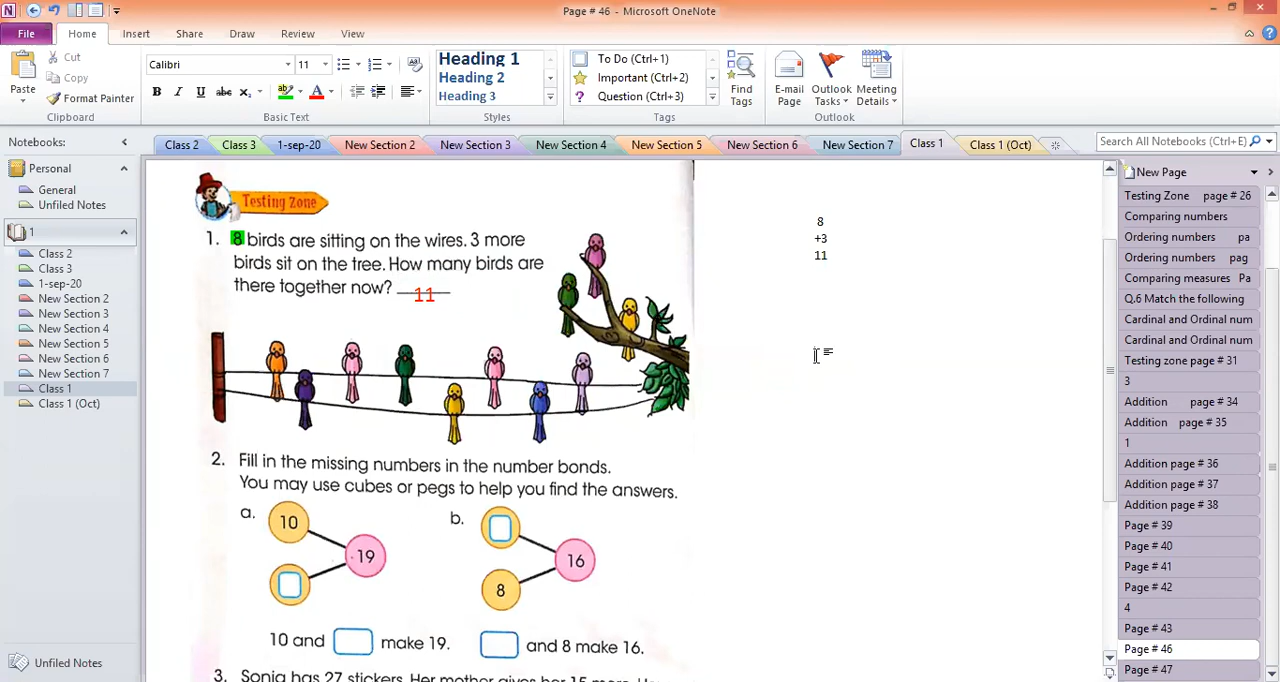 Page # 46 - Microsoft OneNote
File Home Insert Share Draw Review View
Cut
Copy
Format Painter
Paste
Clipboard
Calibri 11
B I U abc x₂ A
Basic Text
Heading 1
Heading 2
Heading 3
Styles
To Do (Ctrl+1)
Important (Ctrl+2)
Question (Ctrl+3)
Find Tags
Tags
E-mail Page
Outlook Tasks
Meeting Details
Outlook
Notebooks:
Class 2 Class 3 1-sep-20 New Section 2 New Section 3 New Section 4 New Section 5 New Section 6 New Section 7 Class 1 Class 1 (Oct)
Search All Notebooks (Ctrl+E)
Personal
General
Unfiled Notes
1
Class 2
Class 3
1-sep-20
New Section 2
New Section 3
New Section 4
New Section 5
New Section 6
New Section 7
Class 1
Class 1 (Oct)
Unfiled Notes
Testing Zone
1. 8 birds are sitting on the wires. 3 more
birds sit on the tree. How many birds are
there together now? 11
8
+3
11
2. Fill in the missing numbers in the number bonds.
You may use cubes or pegs to help you find the answers.
a. 10 19
b. 16 8
10 and make 19.
and 8 make 16.
3. Sonia has 27 stickers. Her mother gives her 15 more.
New Page
Testing Zone page # 26
Comparing numbers
Ordering numbers pa
Ordering numbers pag
Comparing measures Pa
Q.6 Match the following
Cardinal and Ordinal num
Cardinal and Ordinal num
Testing zone page # 31
3
Addition page # 34
Addition page # 35
1
Addition page # 36
Addition page # 37
Addition page # 38
Page # 39
Page # 40
Page # 41
Page # 42
4
Page # 43
Page # 46
Page # 47